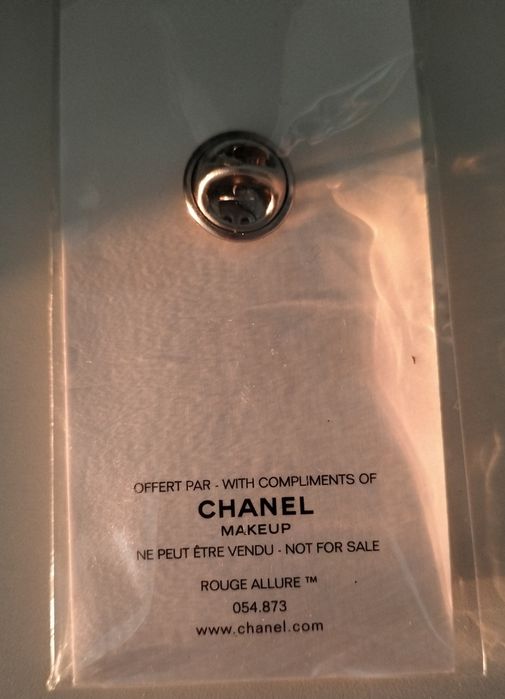 OFFERT PAR - WITH COMPLIMENTS OF
CHANEL
MAKEUP
NE PEUT ÊTRE VENDU - NOT FOR SALE
ROUGE ALLURE ™
054.873
www.chanel.com